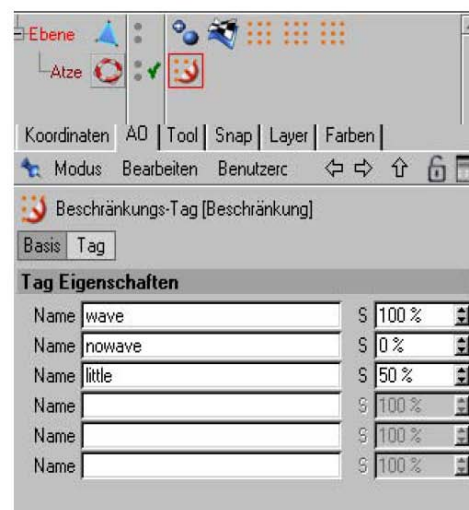 Ebene
Atze
Koordinaten AO Tool Snap Layer Farben
Modus Bearbeiten Benutzerc
Beschränkungs-Tag [Beschränkung]
Basis Tag
Tag Eigenschaften
Name wave S 100 %
Name nowave S 0 %
Name little S 50 %
Name S 100 %
Name S 100 %
Name S 100 %